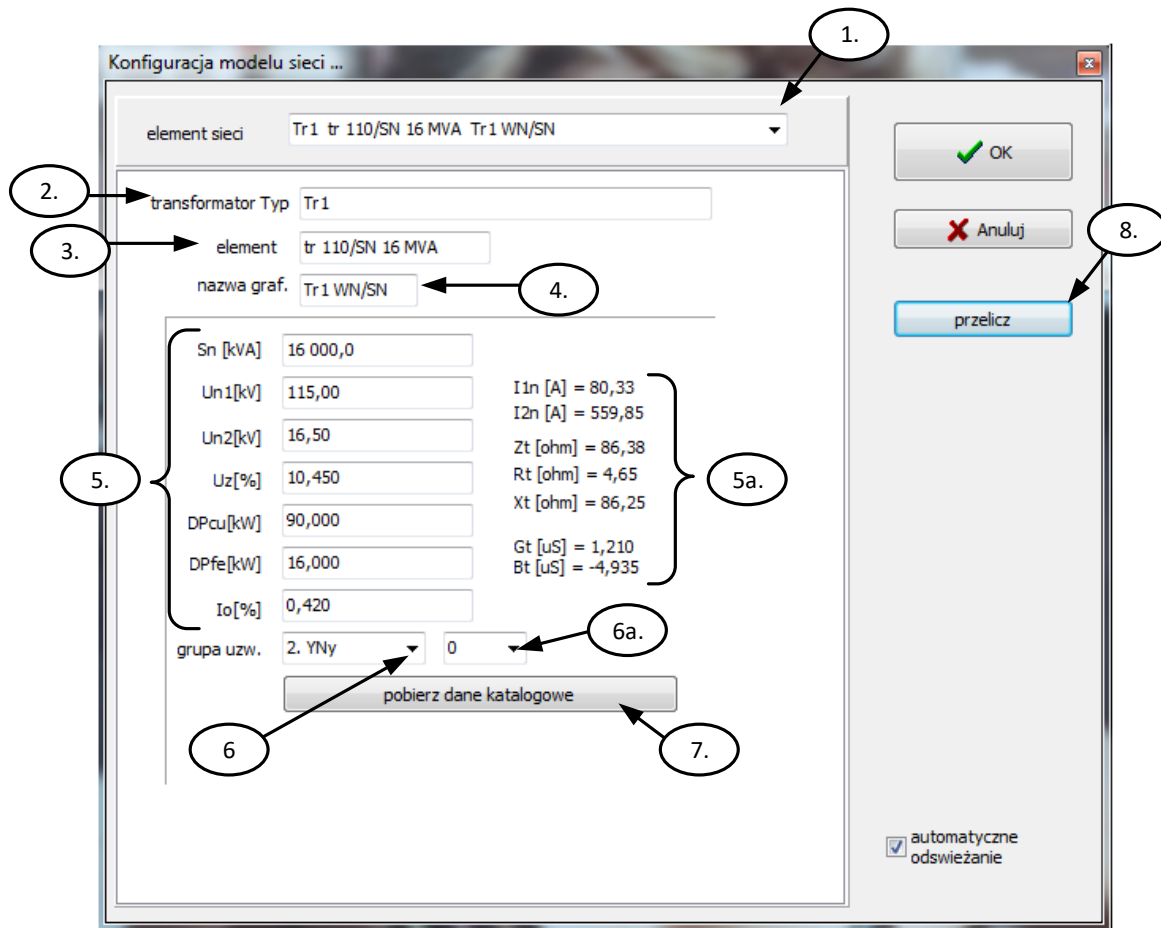 1.
Konfiguracja modelu sieci ...
element sieci Tr1 tr 110/SN 16 MVA Tr1 WN/SN
OK
2.
transformator Typ Tr1
3.
element tr 110/SN 16 MVA
Anuluj
8.
nazwa graf. Tr1 WN/SN
4.
przelicz
5.
Sn [kVA] 16 000,0
Un1[kV] 115,00
Un2[kV] 16,50
Uz[%] 10,450
DPcu[kW] 90,000
DPfe[kW] 16,000
Io[%] 0,420
I1n [A] = 80,33
I2n [A] = 559,85
Zt [ohm] = 86,38
Rt [ohm] = 4,65
Xt [ohm] = 86,25
Gt [uS] = 1,210
Bt [uS] = -4,935
5a.
grupa uzw. 2. YNy 0
6a.
pobierz dane katalogowe
6
7.
automatyczne
odswieżanie